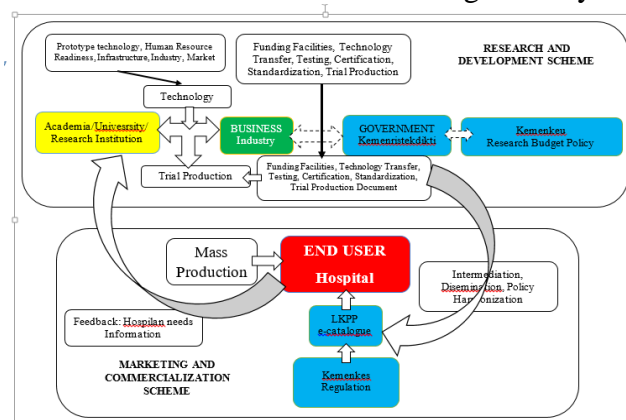 Prototype technology, Human Resource
Readiness, Infrastructure, Industry, Market
Funding Facilities, Technology
Transfer, Testing, Certification,
Standardization, Trial Production
RESEARCH AND
DEVELOPMENT SCHEME
Technology
Academia/University/
Research Institution
BUSINESS
Industry
GOVERNMENT
Kemenristekdikti
Kemenkeu
Research Budget Policy
Trial Production
Funding Facilities, Technology Transfer,
Testing, Certification, Standardization,
Trial Production Document
Mass
Production
END USER
Hospital
Intermediation,
Disemination, Policy
Harmonization
Feedback: Hospilan needs
Information
LKPP
e-catalogue
Kemenkes
Regulation
MARKETING AND
COMMERCIALIZATION
SCHEME